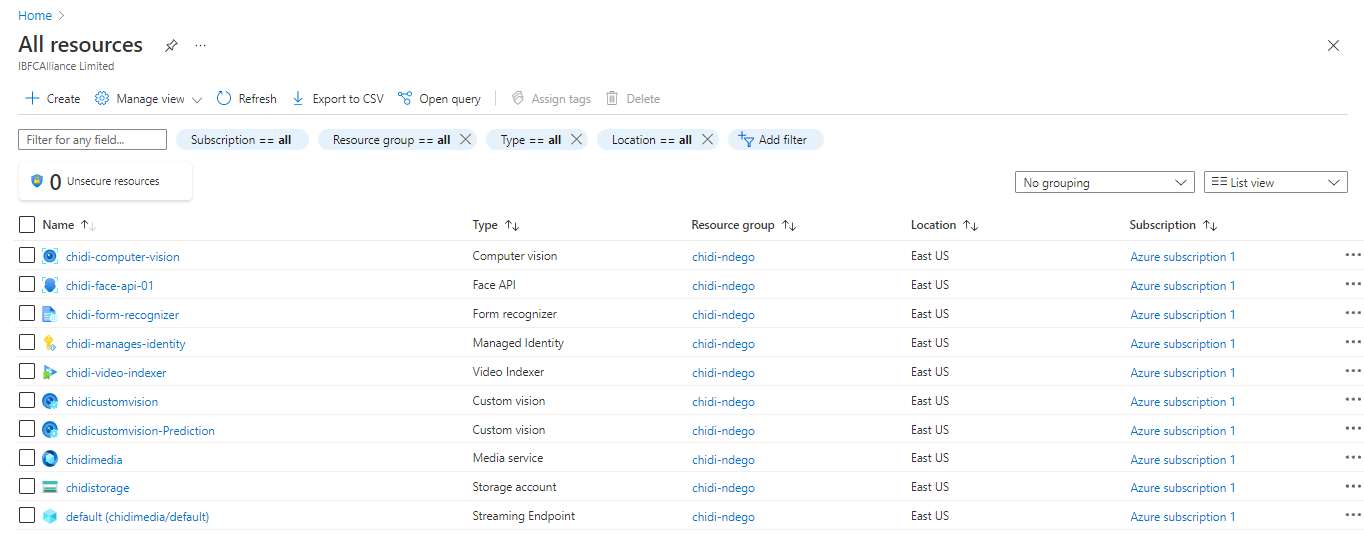 Home >
All resources ...
IBFCAlliance Limited
Create Manage view Refresh Export to CSV Open query Assign tags Delete
Filter for any field... Subscription == all Resource group == all Type == all Location == all Add filter
0 Unsecure resources No grouping List view
Name Type Resource group Location Subscription
chidi-computer-vision Computer vision chidi-ndego East US Azure subscription 1
chidi-face-api-01 Face API chidi-ndego East US Azure subscription 1
chidi-form-recognizer Form recognizer chidi-ndego East US Azure subscription 1
chidi-manages-identity Managed Identity chidi-ndego East US Azure subscription 1
chidi-video-indexer Video Indexer chidi-ndego East US Azure subscription 1
chidicustomvision Custom vision chidi-ndego East US Azure subscription 1
chidicustomvision-Prediction Custom vision chidi-ndego East US Azure subscription 1
chidimedia Media service chidi-ndego East US Azure subscription 1
chidistorage Storage account chidi-ndego East US Azure subscription 1
default (chidimedia/default) Streaming Endpoint chidi-ndego East US Azure subscription 1